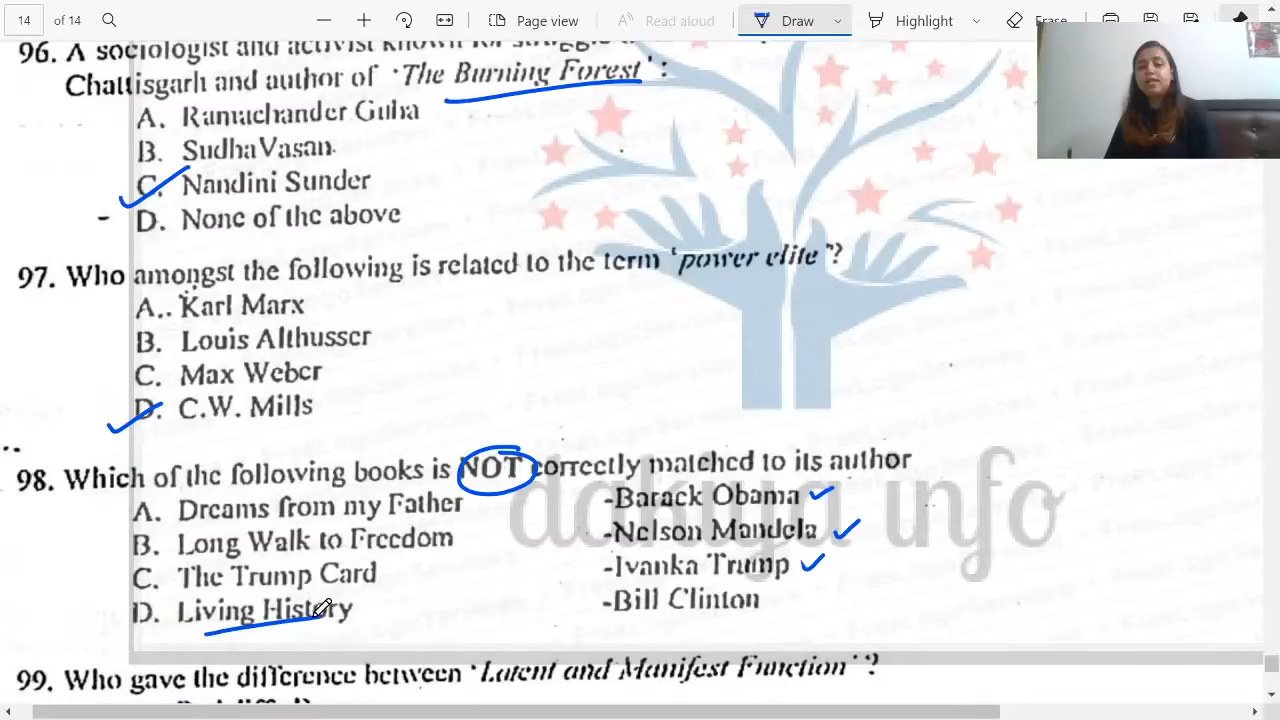 14 of 14 Page view Read aloud Draw Highlight Erase
96. A sociologist and activist known for
Chattisgarh and author of 'The Burning Forest':
A. Ramachander Guha
B. Sudha Vasan
C. Nandini Sunder
D. None of the above
97. Who amongst the following is related to the term 'power elite'?
A.. Karl Marx
B. Louis Althusser
C. Max Weber
D. C.W. Mills
98. Which of the following books is NOT correctly matched to its author
A. Dreams from my Father -Barack Obama
B. Long Walk to Freedom -Nelson Mandela
C. The Trump Card -Ivanka Trump
D. Living History -Bill Clinton
dakiya info
99. Who gave the difference between 'Latent and Manifest Function'?